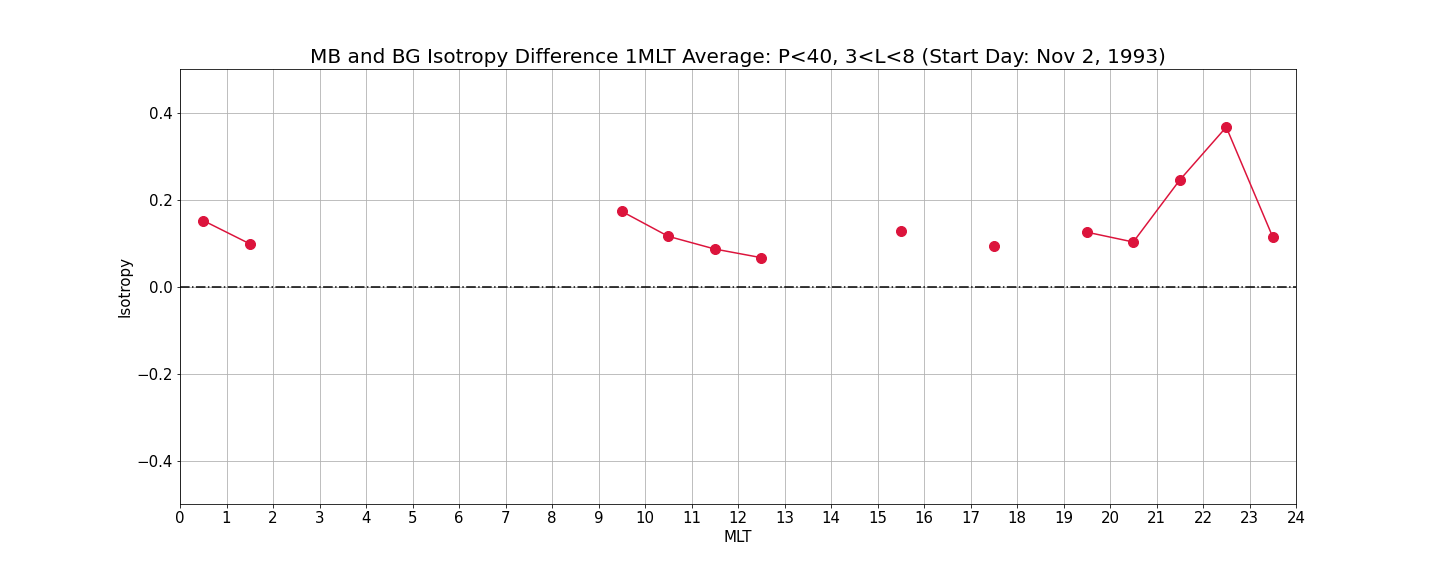 MB and BG Isotropy Difference 1MLT Average: P<40, 3<L<8 (Start Day: Nov 2, 1993)
Isotropy
0.4
0.2
0.0
−0.2
−0.4
0 1 2 3 4 5 6 7 8 9 10 11 12 13 14 15 16 17 18 19 20 21 22 23 24
MLT